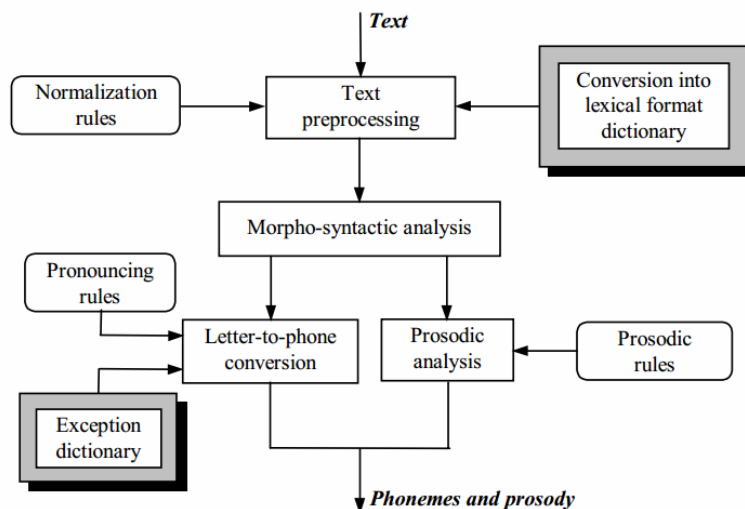 Text
Normalization
rules
Text
preprocessing
Conversion into
lexical format
dictionary
Morpho-syntactic analysis
Pronouncing
rules
Letter-to-phone
conversion
Prosodic
analysis
Prosodic
rules
Exception
dictionary
Phonemes and prosody